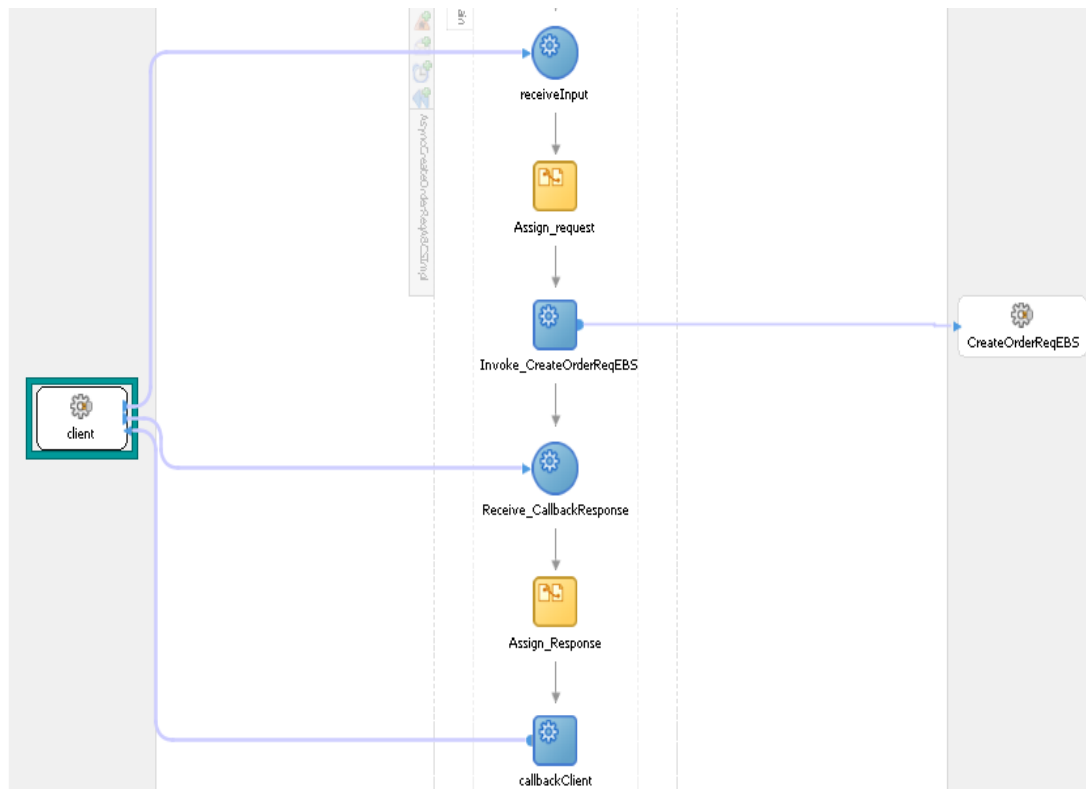 receiveInput
Assign_request
Invoke_CreateOrderReqEBS
CreateOrderReqEBS
client
Receive_CallbackResponse
Assign_Response
callbackClient